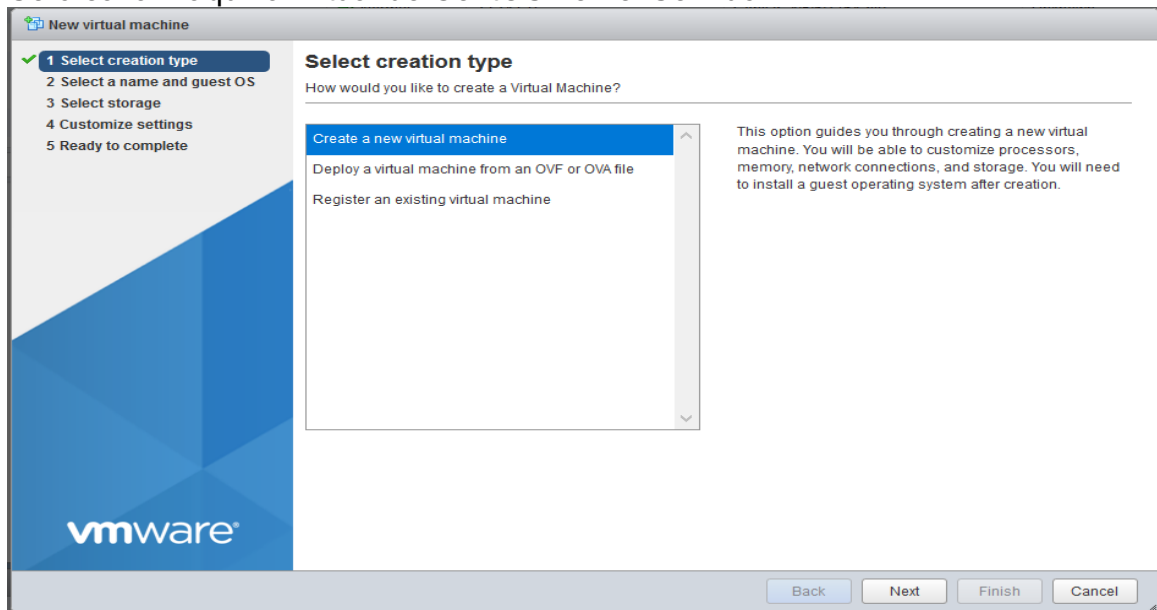 New virtual machine
1 Select creation type
2 Select a name and guest OS
3 Select storage
4 Customize settings
5 Ready to complete
Select creation type
How would you like to create a Virtual Machine?
Create a new virtual machine
Deploy a virtual machine from an OVF or OVA file
Register an existing virtual machine
This option guides you through creating a new virtual
machine. You will be able to customize processors,
memory, network connections, and storage. You will need
to install a guest operating system after creation.
vmware®
Back Next Finish Cancel